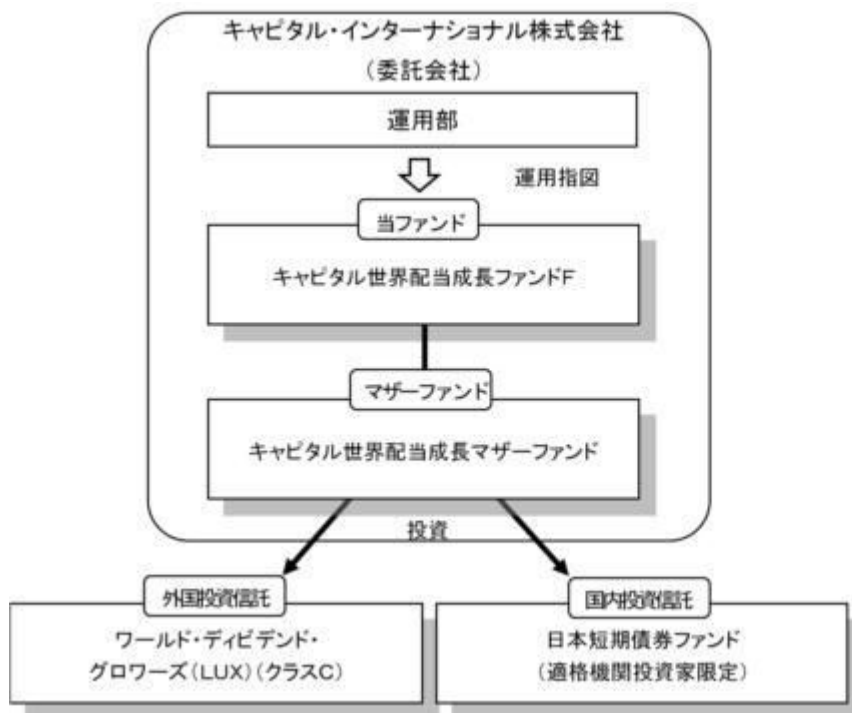 キャピタル・インターナショナル株式会社
(委託会社)
運用部
運用指図
当ファンド
キャピタル世界配当成長ファンドF
マザーファンド
キャピタル世界配当成長マザーファンド
投資
外国投資信託
ワールド・ディビデンド・
グロワーズ(LUX)(クラスC)
国内投資信託
日本短期債券ファンド
(適格機関投資家限定)